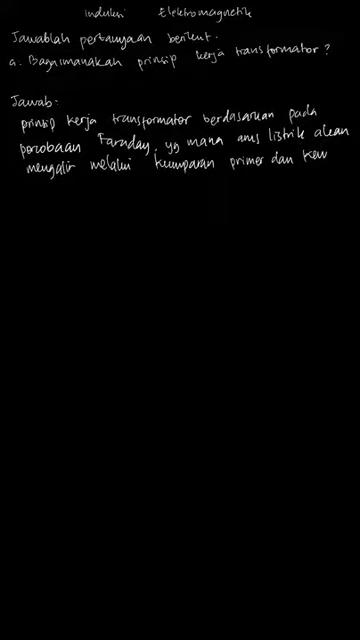 Induksi Elektromagnetik
Jawablah pertanyaan berikut.
a. Bagaimanakah prinsip kerja transformator?
Jawab:
prinsip kerja transformator berdasarkan pada
percobaan Faraday, yg mana arus listrik akan
mengalir melalui kumparan primer dan kem